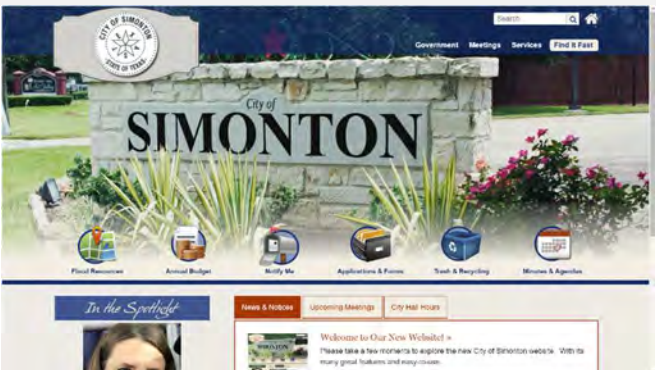 CITY OF SIMONTON
STATE OF TEXAS
Search
Government Meetings Services Find It Fast
City of
SIMONTON
Flood Resources Annual Budget Notify Me Applications & Forms Trash & Recycling Minutes & Agendas
In the Spotlight
News & Notices Upcoming Meetings City Hall Hours
SIMONTON
Welcome to Our New Website! »
Please take a few moments to explore the new City of Simonton website. With its
many great features and easy-to-use,